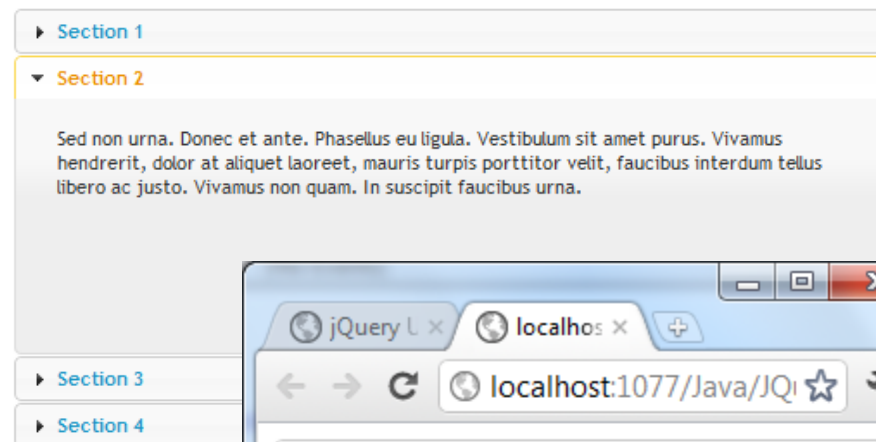 Section 1
Section 2
Sed non urna. Donec et ante. Phasellus eu ligula. Vestibulum sit amet purus. Vivamus
hendrerit, dolor at aliquet laoreet, mauris turpis porttitor velit, faucibus interdum tellus
libero ac justo. Vivamus non quam. In suscipit faucibus urna.
jQuery U
localhos
Section 3
localhost:1077/Java/JQu
Section 4